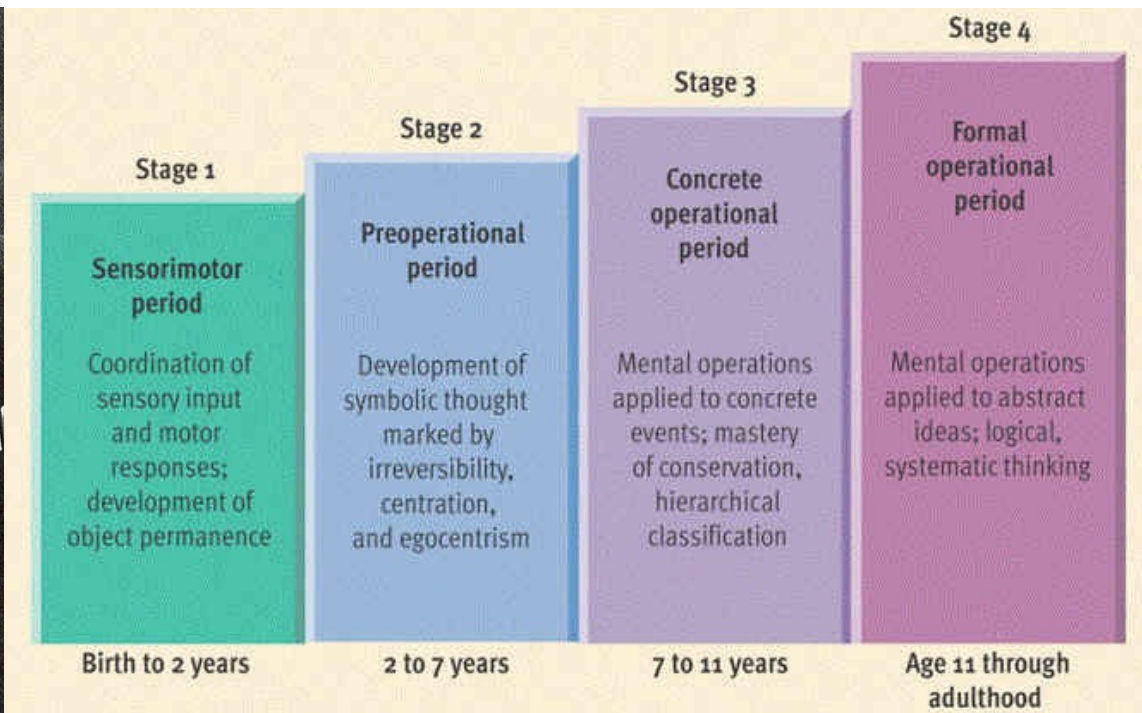 Stage 1
Sensorimotor
period
Coordination of
sensory input
and motor
responses;
development of
object permanence
Birth to 2 years
Stage 2
Preoperational
period
Development of
symbolic thought
marked by
irreversibility,
centration,
and egocentrism
2 to 7 years
Stage 3
Concrete
operational
period
Mental operations
applied to concrete
events; mastery
of conservation,
hierarchical
classification
7 to 11 years
Stage 4
Formal
operational
period
Mental operations
applied to abstract
ideas; logical,
systematic thinking
Age 11 through
adulthood